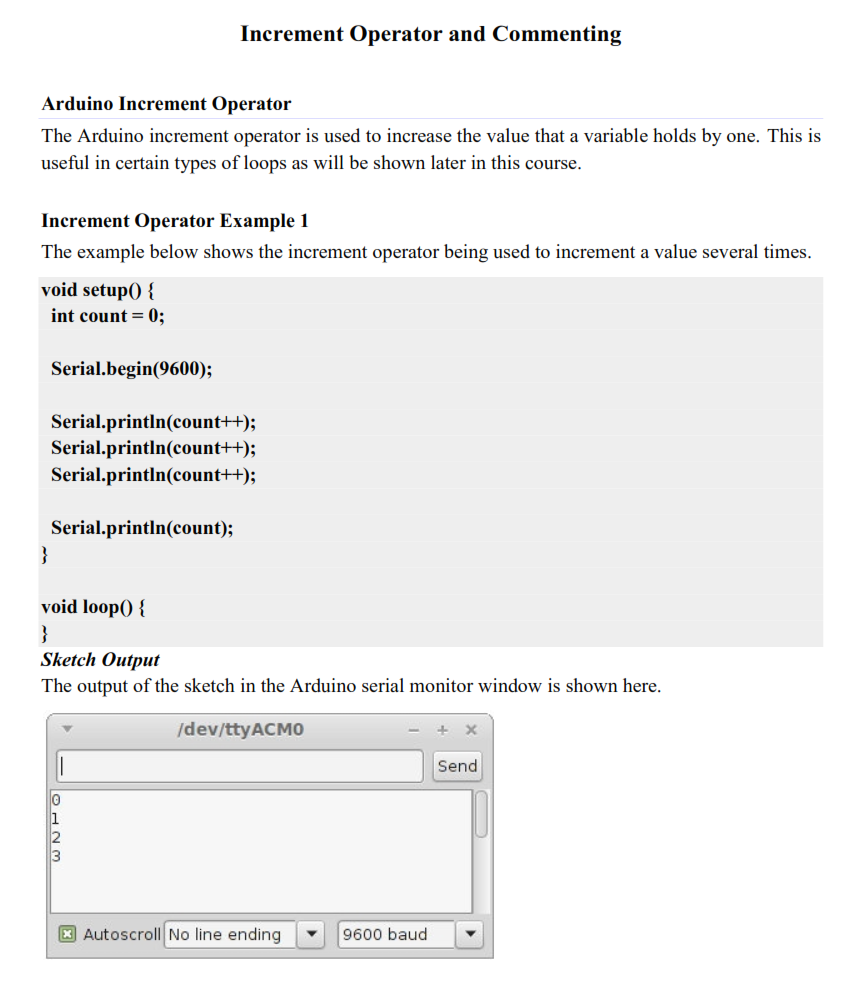 Increment Operator and Commenting
Arduino Increment Operator
The Arduino increment operator is used to increase the value that a variable holds by one. This is
useful in certain types of loops as will be shown later in this course.
Increment Operator Example 1
The example below shows the increment operator being used to increment a value several times.
void setup() {
  int count = 0;
  Serial.begin(9600);
  Serial.println(count++);
  Serial.println(count++);
  Serial.println(count++);
  Serial.println(count);
}
void loop() {
}
Sketch Output
The output of the sketch in the Arduino serial monitor window is shown here.
/dev/ttyACM0
Send
0
1
2
3
Autoscroll No line ending 9600 baud